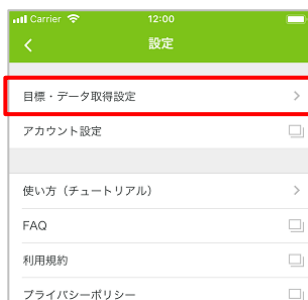 Carrier 12:00
設定
目標・データ取得設定
アカウント設定
使い方（チュートリアル）
FAQ
利用規約
プライバシーポリシー